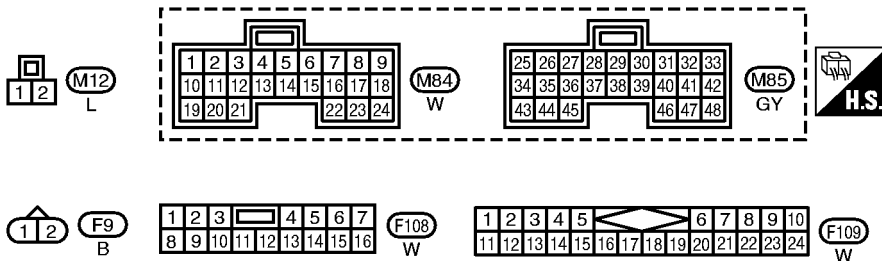 1 2 3 4 5 6 7 8 9
25 26 27 28 29 30 31 32 33
1 2
M12
L
10 11 12 13 14 15 16 17 18
M84
W
34 35 36 37 38 39 40 41 42
M85
GY
H.S.
19 20 21 22 23 24
43 44 45 46 47 48
1 2
F9
B
1 2 3 4 5 6 7
8 9 10 11 12 13 14 15 16
F108
W
1 2 3 4 5 6 7 8 9 10
11 12 13 14 15 16 17 18 19 20 21 22 23 24
F109
W